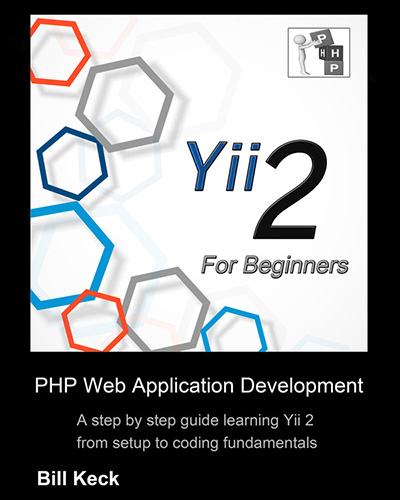 P
H H
P
Yii 2
For Beginners
PHP Web Application Development
A step by step guide learning Yii 2
from setup to coding fundamentals
Bill Keck